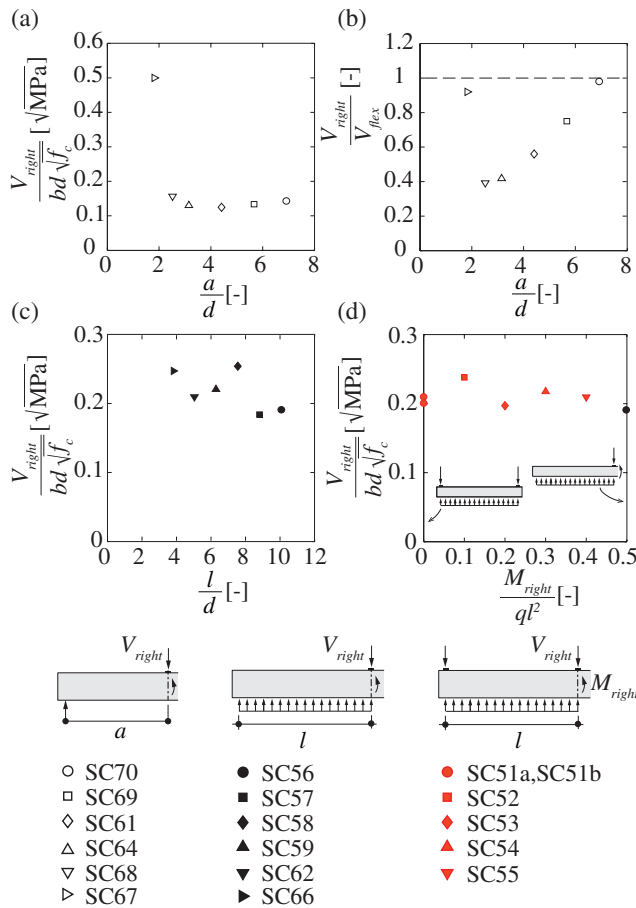 (a)
0.6
0.5
0.4
0.3
0.2
0.1
0
0 2 4 6 8
V_right / bd√f_c [√MPa]
a/d [-]
(b)
1.2
1
0.8
0.6
0.4
0.2
0
0 2 4 6 8
V_right / V_flex [-]
a/d [-]
(c)
0.3
0.2
0.1
0
0 2 4 6 8 10 12
V_right / bd√f_c [√MPa]
l/d [-]
(d)
0.3
0.2
0.1
0
0 0.1 0.2 0.3 0.4 0.5
V_right / bd√f_c [√MPa]
M_right / ql² [-]
V_right
a
V_right
l
V_right
M_right
l
SC70
SC69
SC61
SC64
SC68
SC67
SC56
SC57
SC58
SC59
SC62
SC66
SC51a,SC51b
SC52
SC53
SC54
SC55